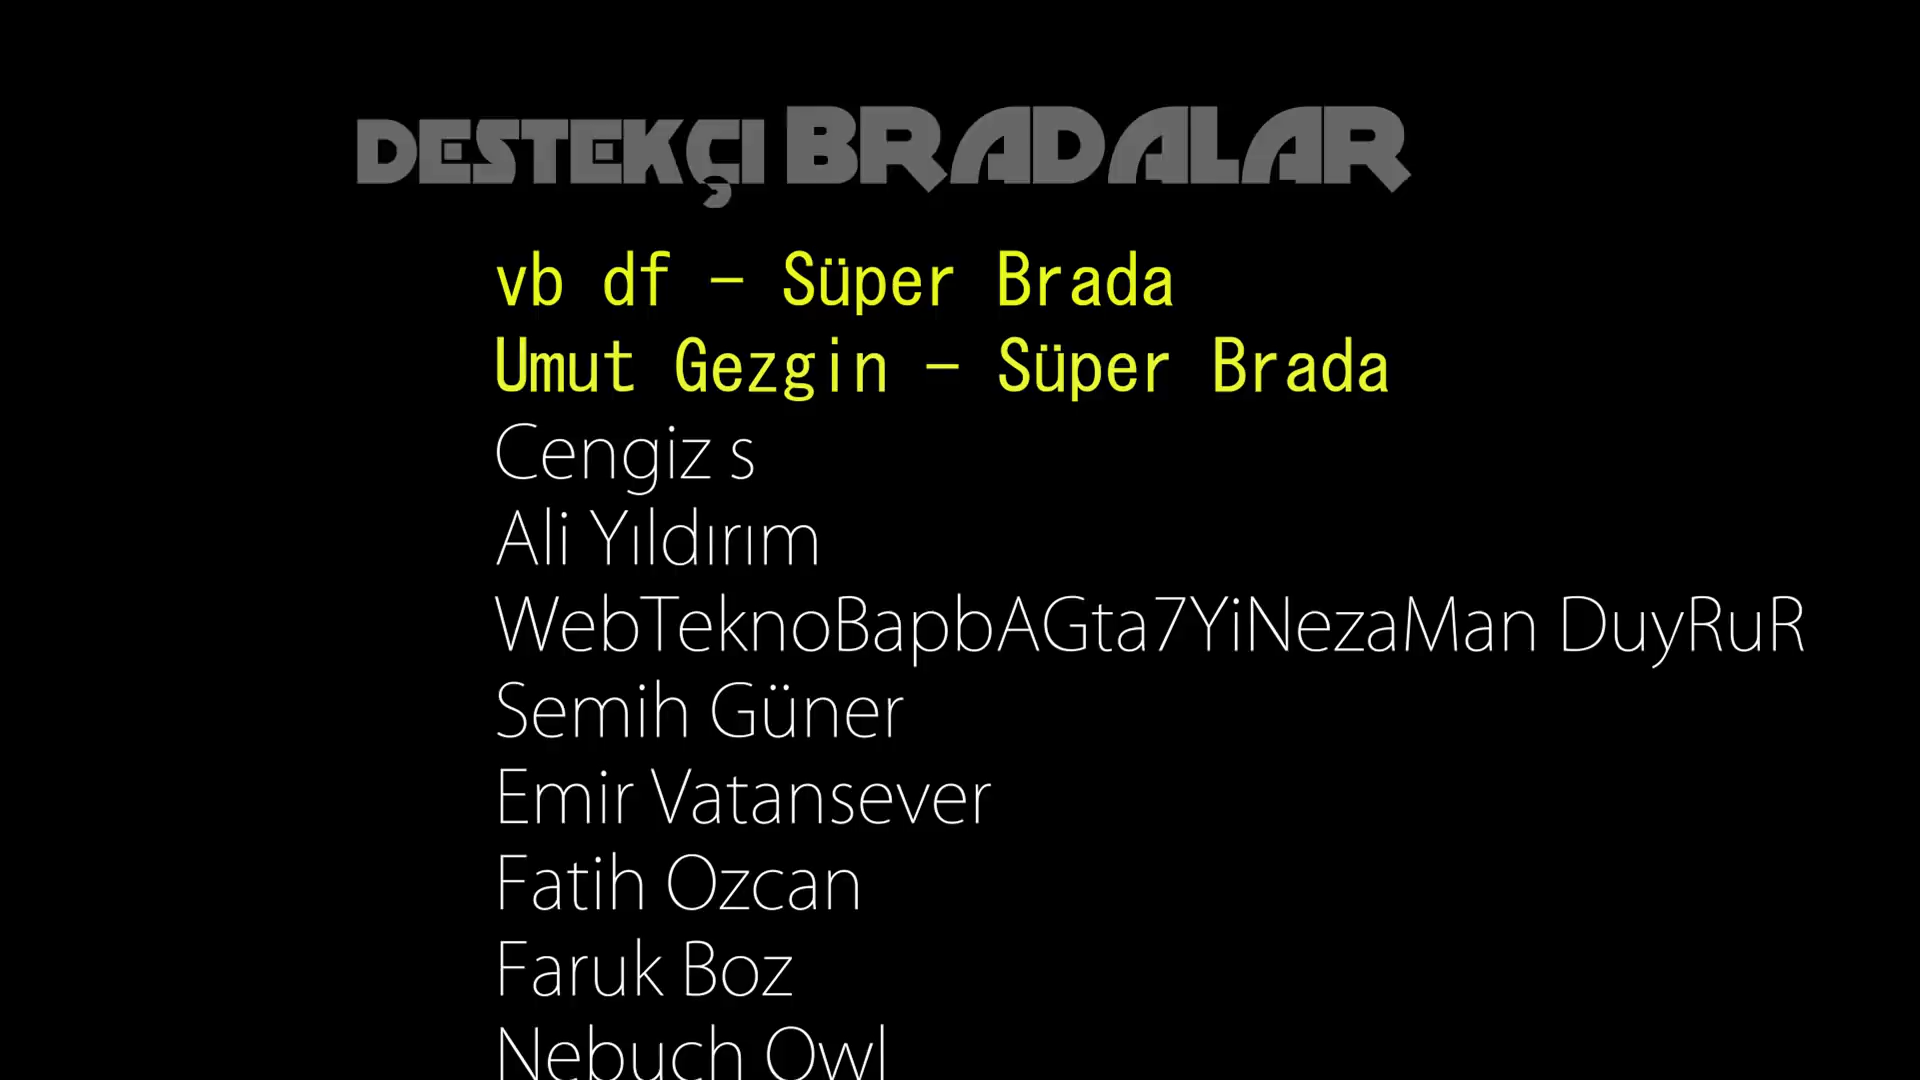 DESTEKÇI BRADALAR
vb df - Süper Brada
Umut Gezgin - Süper Brada
Cengiz s
Ali Yıldırım
WebTeknoBapbAGta7YiNezaMan DuyRuR
Semih Güner
Emir Vatansever
Fatih Ozcan
Faruk Boz
Nebuch Owl